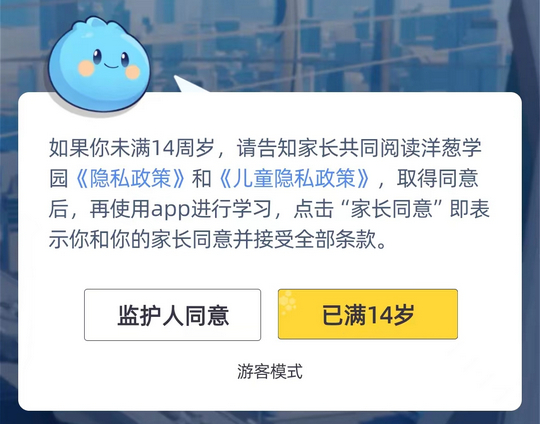 如果你未满14周岁，请告知家长共同阅读洋葱学
园《隐私政策》和《儿童隐私政策》，取得同意
后，再使用app进行学习，点击“家长同意”即表
示你和你的家长同意并接受全部条款。
监护人同意
已满14岁
游客模式